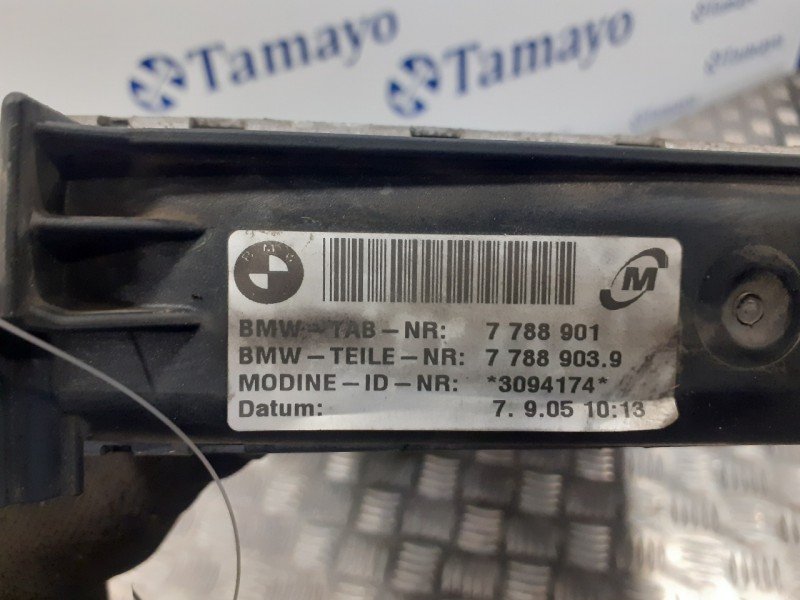 Tamayo
Tamayo
BMW
M
BMW-TAB-NR: 7 788 901
BMW-TEILE-NR: 7 788 903.9
MODINE-ID-NR: *3094174*
Datum: 7. 9.05 10:13